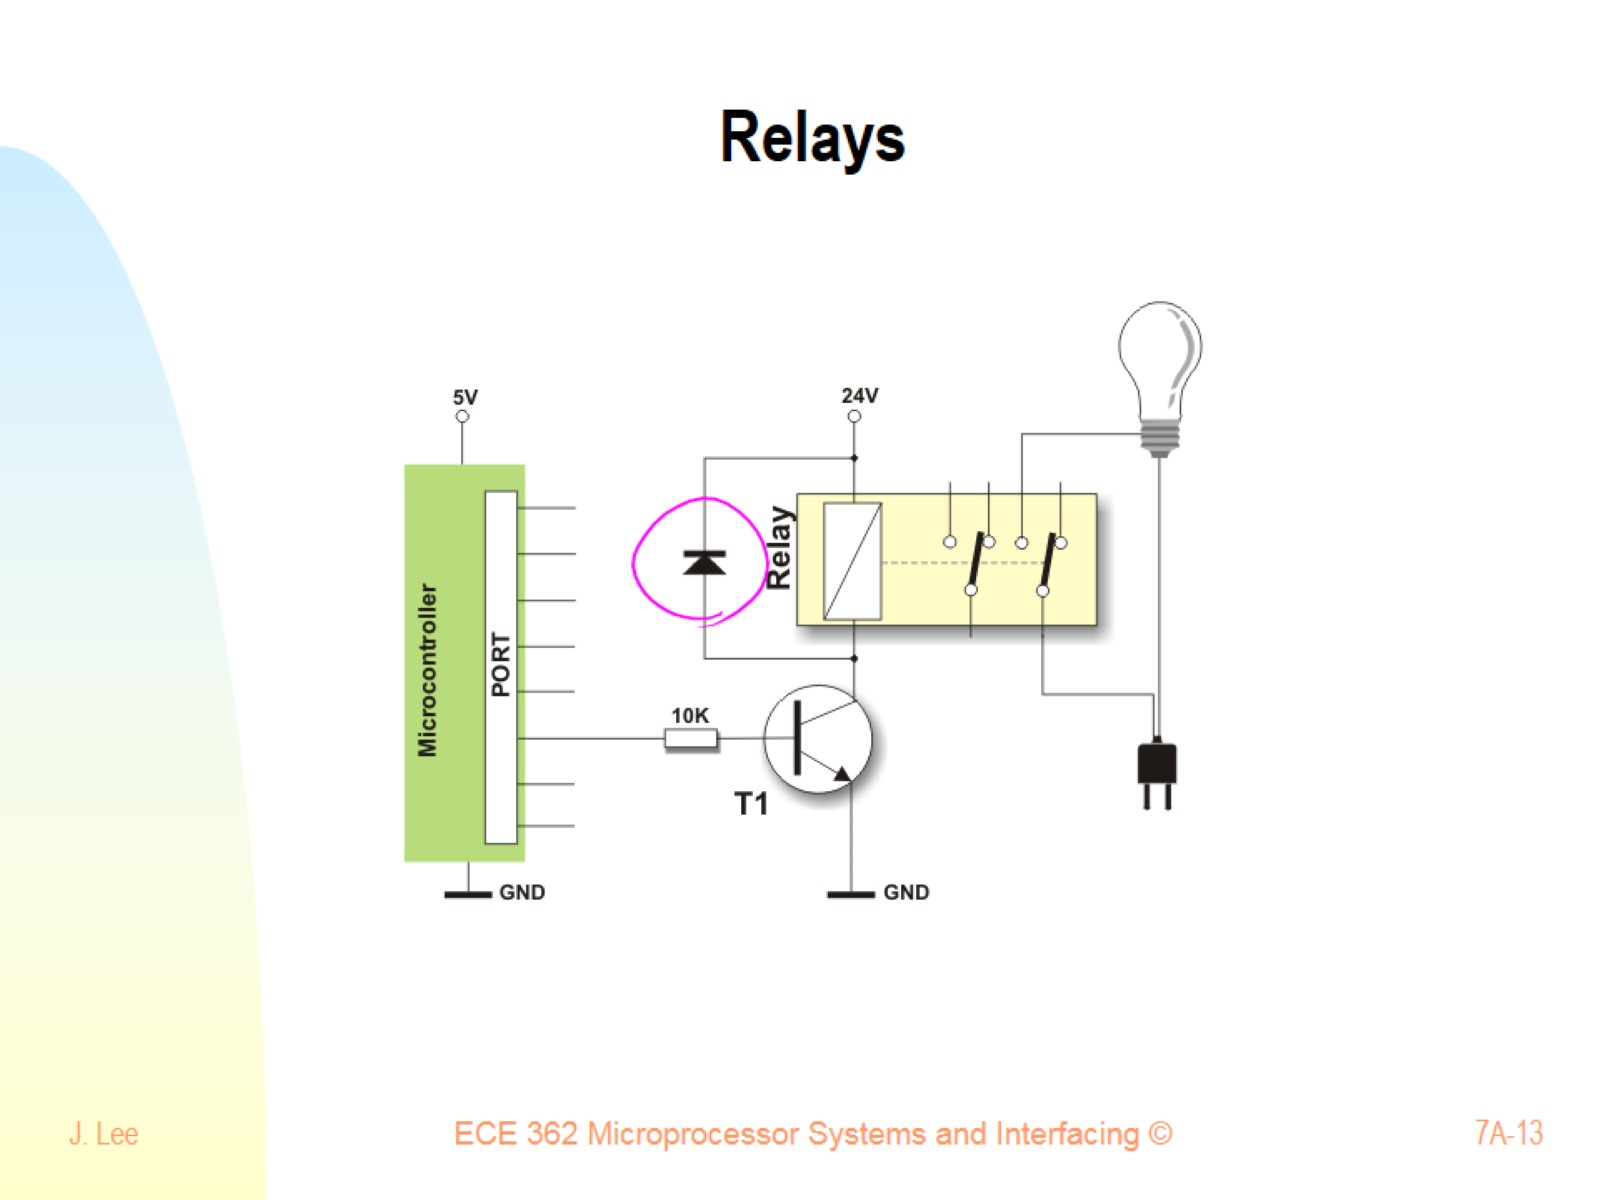 Relays
5V
24V
Relay
Microcontroller
PORT
10K
T1
GND
GND
J. Lee
ECE 362 Microprocessor Systems and Interfacing ©
7A-13